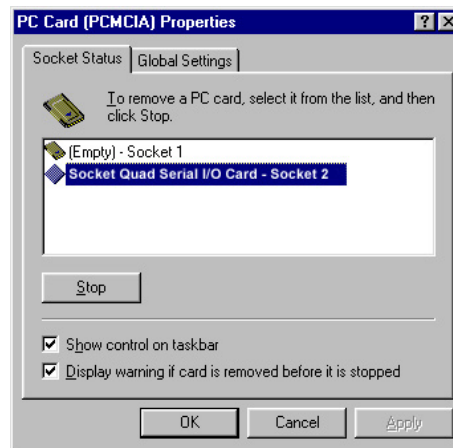 PC Card (PCMCIA) Properties
Socket Status Global Settings
To remove a PC card, select it from the list, and then
click Stop.
(Empty) - Socket 1
Socket Quad Serial I/O Card - Socket 2
Stop
Show control on taskbar
Display warning if card is removed before it is stopped
OK Cancel Apply